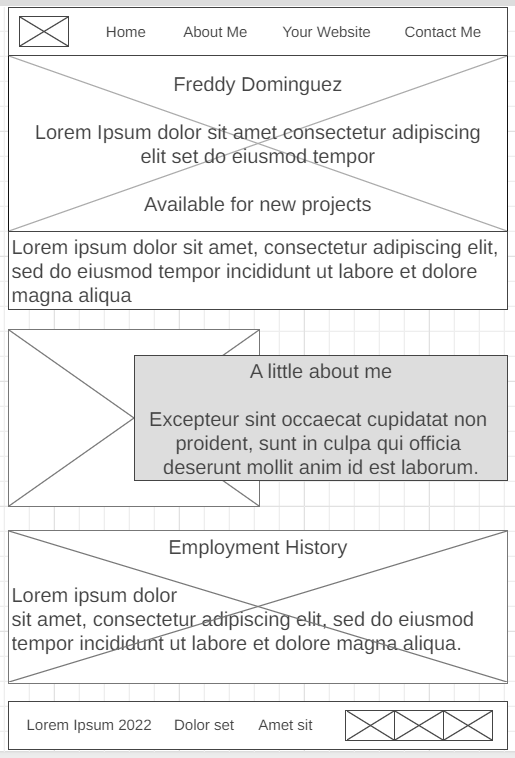 Home About Me Your Website Contact Me
Freddy Dominguez
Lorem Ipsum dolor sit amet consectetur adipiscing
elit set do eiusmod tempor
Available for new projects
Lorem ipsum dolor sit amet, consectetur adipiscing elit,
sed do eiusmod tempor incididunt ut labore et dolore
magna aliqua
A little about me
Excepteur sint occaecat cupidatat non
proident, sunt in culpa qui officia
deserunt mollit anim id est laborum.
Employment History
Lorem ipsum dolor
sit amet, consectetur adipiscing elit, sed do eiusmod
tempor incididunt ut labore et dolore magna aliqua.
Lorem Ipsum 2022 Dolor set Amet sit